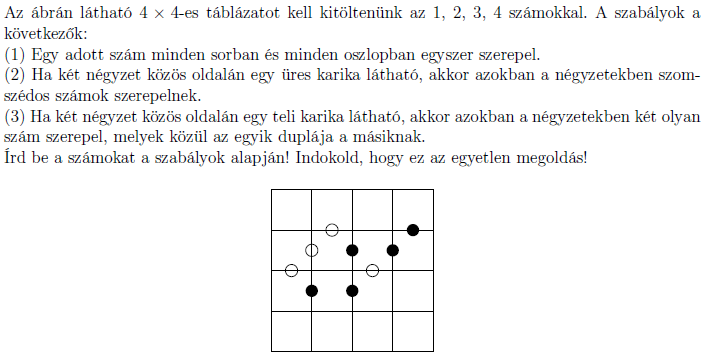 Az ábrán látható 4 × 4-es táblázatot kell kitöltenünk az 1, 2, 3, 4 számokkal. A szabályok a
következők:
(1) Egy adott szám minden sorban és minden oszlopban egyszer szerepel.
(2) Ha két négyzet közös oldalán egy üres karika látható, akkor azokban a négyzetekben szom-
szédos számok szerepelnek.
(3) Ha két négyzet közös oldalán egy teli karika látható, akkor azokban a négyzetekben két olyan
szám szerepel, melyek közül az egyik duplája a másiknak.
Írd be a számokat a szabályok alapján! Indokold, hogy ez az egyetlen megoldás!